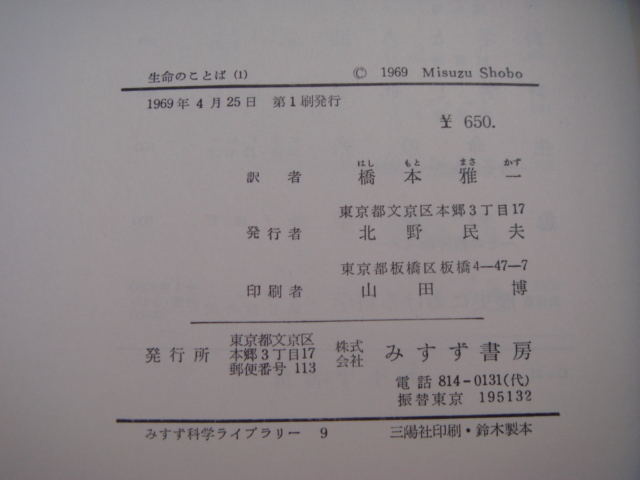 生命のことば (1) © 1969 Misuzu Shobo
1969年4月25日 第1刷発行
¥ 650.
はし もと まさ かず
訳者 橋本雅一
東京都文京区本郷3丁目17
発行者 北野民夫
東京都板橋区板橋4—47—7
印刷者 山田博
発行所 東京都文京区本郷3丁目17郵便番号113 株式会社 みすず書房
電話 814-0131(代)
振替東京 195132
みすず科学ライブラリー 9 三陽社印刷・鈴木製本